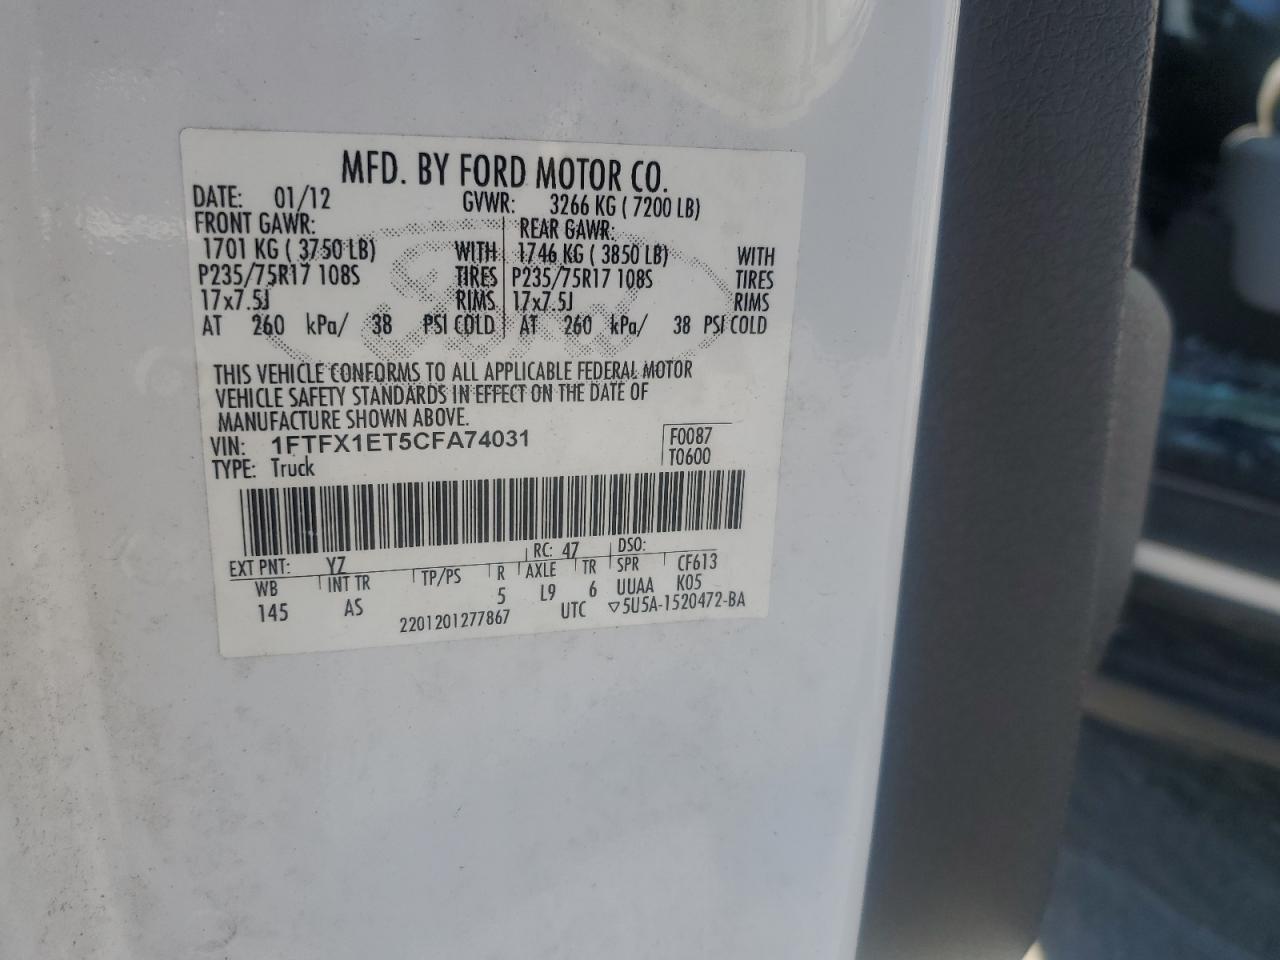 MFD. BY FORD MOTOR CO.
DATE: 01/12 GVWR: 3266 KG ( 7200 LB)
FRONT GAWR: REAR GAWR:
1701 KG ( 3750 LB) WITH 1746 KG ( 3850 LB) WITH
P235/75R17 108S TIRES P235/75R17 108S TIRES
17x7.5J RIMS 17x7.5J RIMS
AT 260 kPa/ 38 PSI COLD AT 260 kPa/ 38 PSI COLD
THIS VEHICLE CONFORMS TO ALL APPLICABLE FEDERAL MOTOR
VEHICLE SAFETY STANDARDS IN EFFECT ON THE DATE OF
MANUFACTURE SHOWN ABOVE.
VIN: 1FTFX1ET5CFA74031 F0087
TYPE: Truck T0600
EXT PNT: YZ RC: 47 DSO:
WB INT TR TP/PS R AXLE TR SPR CF613
145 AS 5 L9 6 UUAA K05
2201201277867 UTC ▽5U5A-1520472-BA
Ford